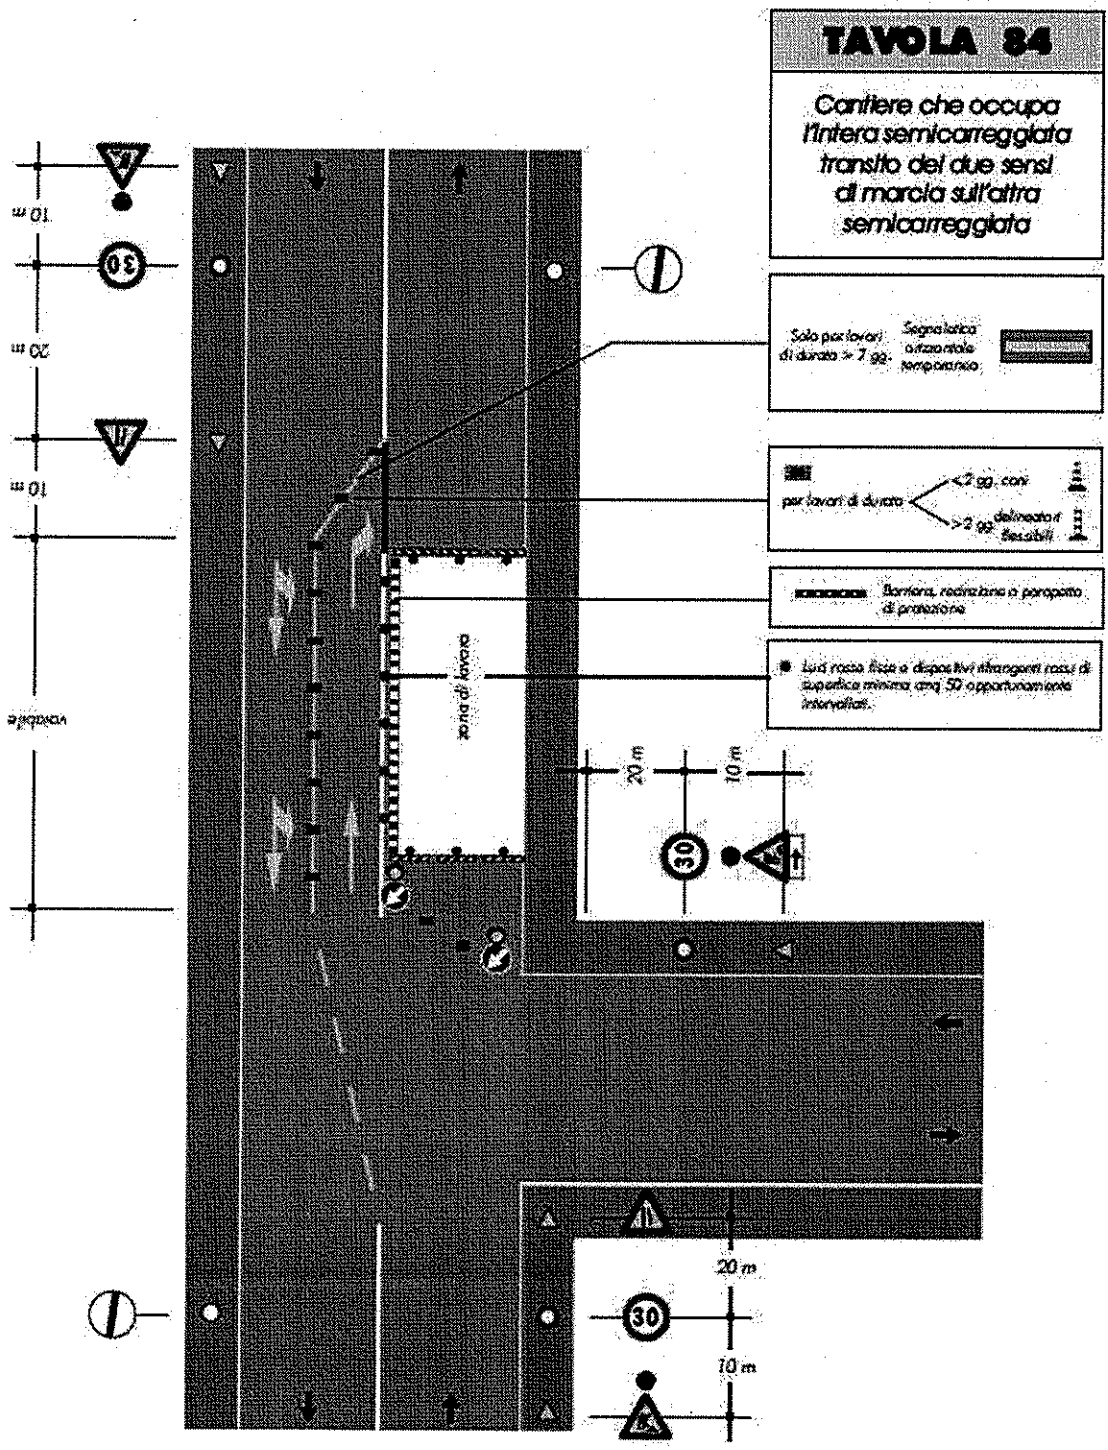 TAVOLA 84
Cantiere che occupa
l'intera semicarreggiata
transito dei due sensi
di marcia sull'altra
semicarreggiata
Solo per lavori
di durata > 7 gg.
Segnaletica
orizzontale
temporanea
per lavori di durata
<2 gg. coni
>2 gg. delineatori
flessibili
Barriera, recinzione o parapetto
di protezione
Luci rosse fisse e dispositivi rifrangenti rossi di
superficie minima cmq 50 opportunamente
intervallati.
10 m
30
20 m
10 m
variabile
zona di lavoro
20 m
10 m
30
20 m
30
10 m